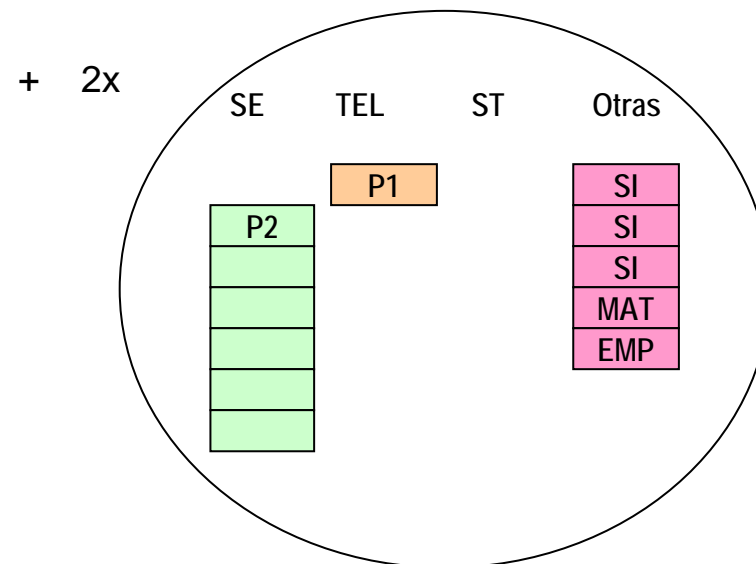 + 2x
SE TEL ST Otras
P1 SI
P2 SI
SI
MAT
EMP